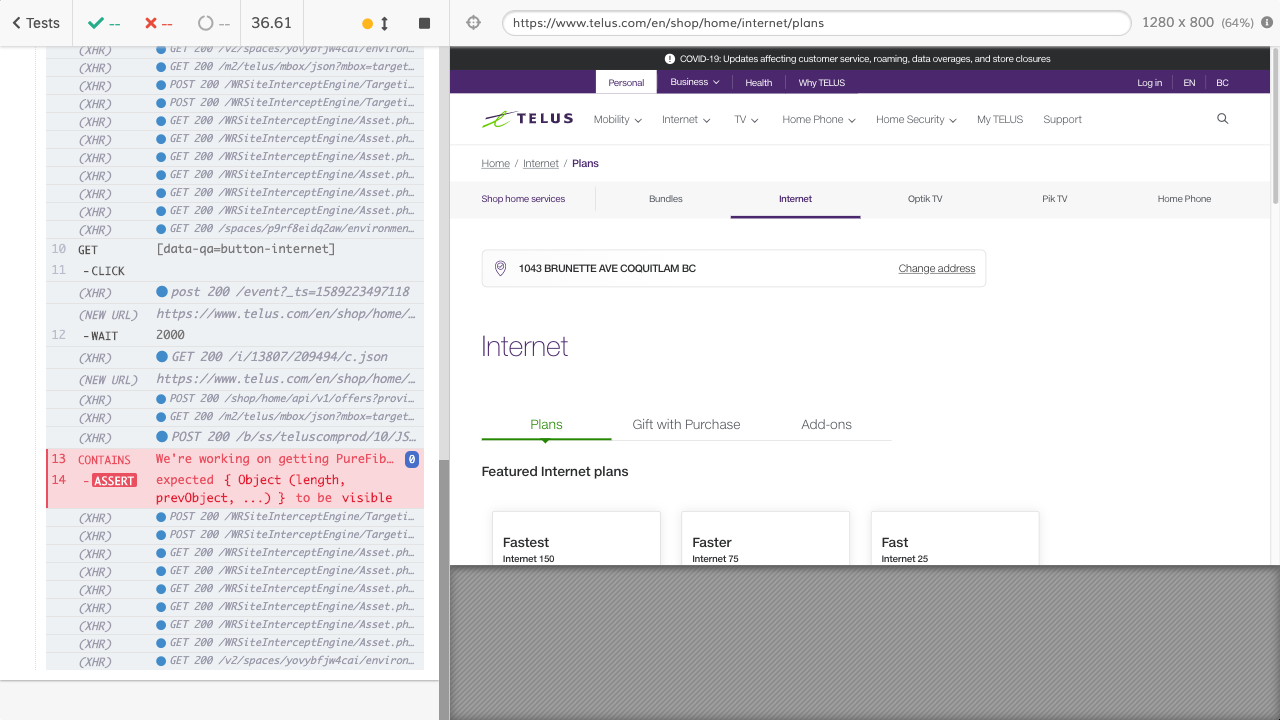 Tests -- -- -- 36.61
https://www.telus.com/en/shop/home/internet/plans 1280 x 800 (64%)
(XHR) GET 200 /v2/spaces/yovybfjw4cai/environ…
(XHR) GET 200 /m2/telus/mbox/json?mbox=target…
(XHR) POST 200 /WRSiteInterceptEngine/Targeti…
(XHR) POST 200 /WRSiteInterceptEngine/Targeti…
(XHR) GET 200 /WRSiteInterceptEngine/Asset.ph…
(XHR) GET 200 /WRSiteInterceptEngine/Asset.ph…
(XHR) GET 200 /WRSiteInterceptEngine/Asset.ph…
(XHR) GET 200 /WRSiteInterceptEngine/Asset.ph…
(XHR) GET 200 /WRSiteInterceptEngine/Asset.ph…
(XHR) GET 200 /WRSiteInterceptEngine/Asset.ph…
(XHR) GET 200 /spaces/p9rf8eidq2aw/environmen…
10 GET [data-qa=button-internet]
11 -CLICK
(XHR) post 200 /event?_ts=1589223497118
(NEW URL) https://www.telus.com/en/shop/home/…
12 -WAIT 2000
(XHR) GET 200 /i/13807/209494/c.json
(NEW URL) https://www.telus.com/en/shop/home/…
(XHR) POST 200 /shop/home/api/v1/offers?provi…
(XHR) GET 200 /m2/telus/mbox/json?mbox=target…
(XHR) POST 200 /b/ss/teluscomprod/10/JS…
13 CONTAINS We're working on getting PureFib… 0
14 -ASSERT expected { Object (length,
prevObject, ...) } to be visible
(XHR) POST 200 /WRSiteInterceptEngine/Targeti…
(XHR) POST 200 /WRSiteInterceptEngine/Targeti…
(XHR) GET 200 /WRSiteInterceptEngine/Asset.ph…
(XHR) GET 200 /WRSiteInterceptEngine/Asset.ph…
(XHR) GET 200 /WRSiteInterceptEngine/Asset.ph…
(XHR) GET 200 /WRSiteInterceptEngine/Asset.ph…
(XHR) GET 200 /WRSiteInterceptEngine/Asset.ph…
(XHR) GET 200 /WRSiteInterceptEngine/Asset.ph…
(XHR) GET 200 /v2/spaces/yovybfjw4cai/environ…
COVID-19: Updates affecting customer service, roaming, data overages, and store closures
Personal Business Health Why TELUS Log in EN BC
TELUS Mobility Internet TV Home Phone Home Security My TELUS Support
Home / Internet / Plans
Shop home services Bundles Internet Optik TV Pik TV Home Phone
1043 BRUNETTE AVE COQUITLAM BC Change address
Internet
Plans Gift with Purchase Add-ons
Featured Internet plans
Fastest Faster Fast
Internet 150 Internet 75 Internet 25